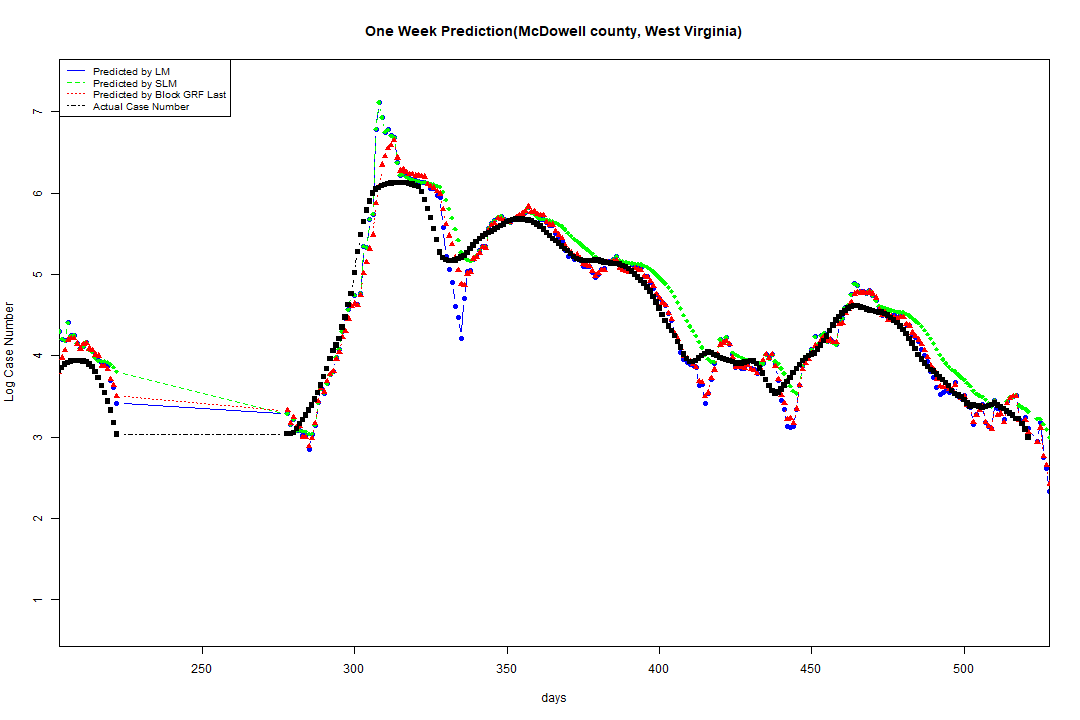 One Week Prediction(McDowell county, West Virginia)
Predicted by LM
Predicted by SLM
Predicted by Block GRF Last
Actual Case Number
7
6
5
4
3
2
1
Log Case Number
250 300 350 400 450 500
days